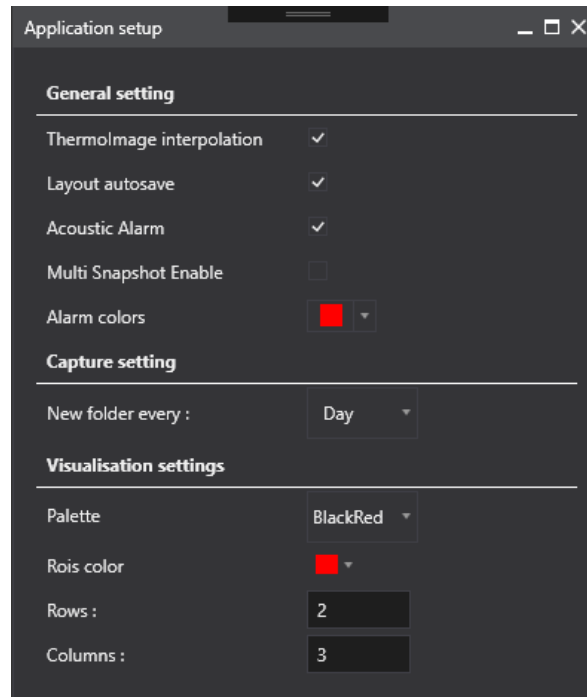 Application setup
General setting
ThermoImage interpolation
Layout autosave
Acoustic Alarm
Multi Snapshot Enable
Alarm colors
Capture setting
New folder every : Day
Visualisation settings
Palette BlackRed
Rois color
Rows : 2
Columns : 3